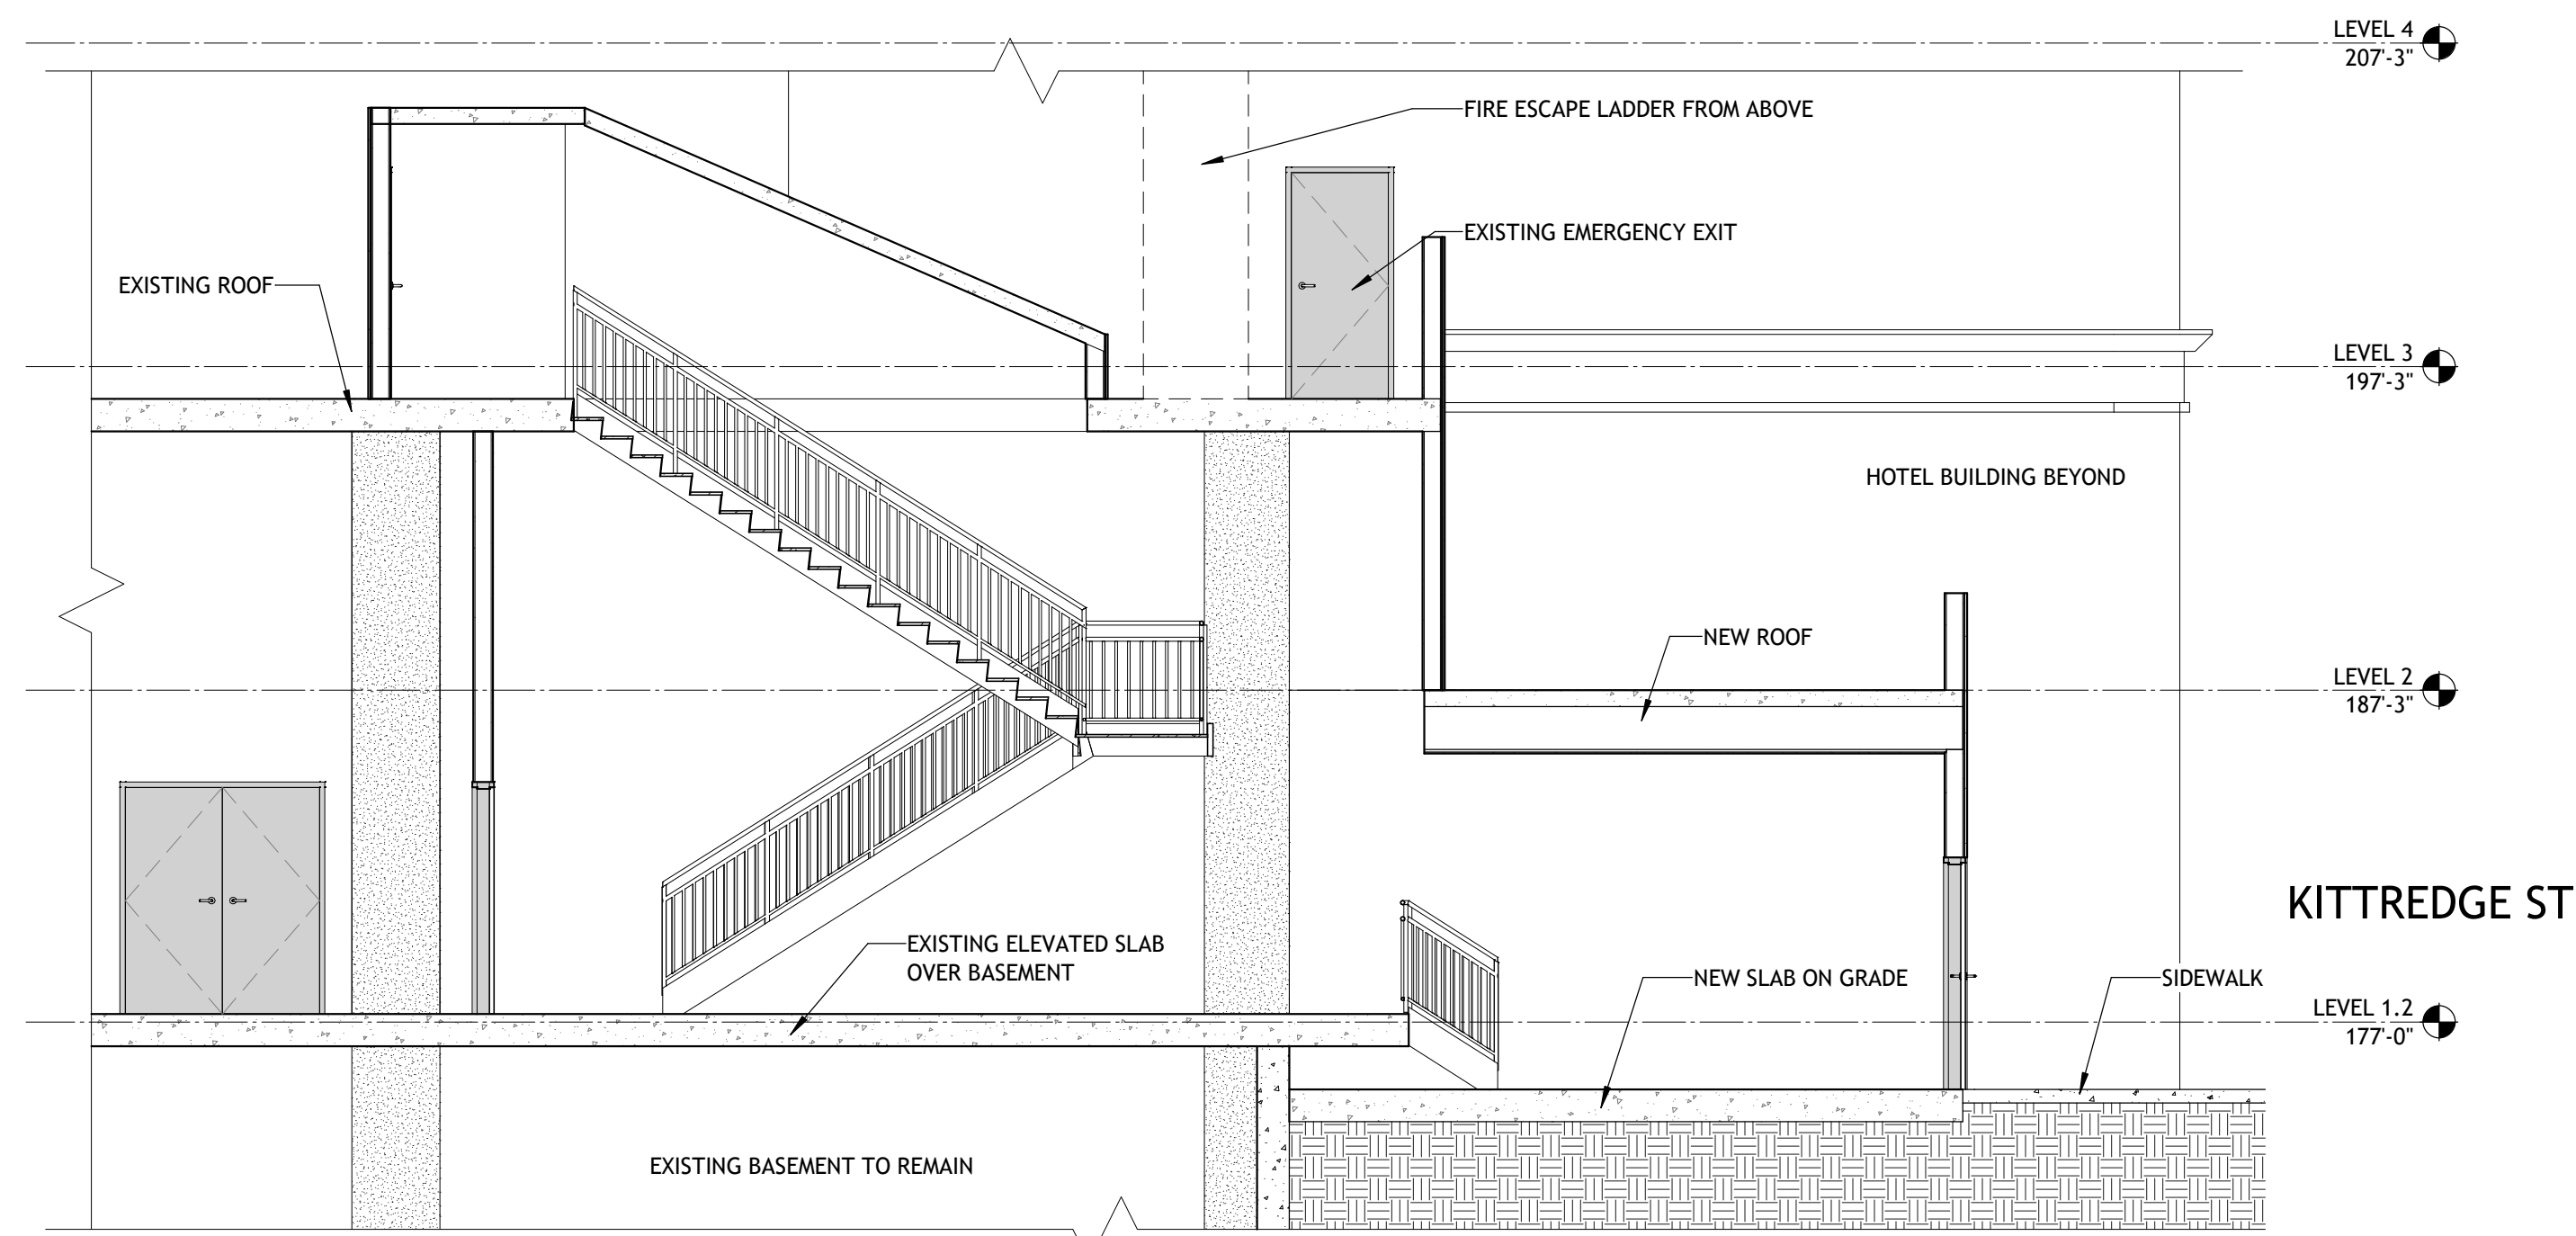 LEVEL 4
207'-3"
FIRE ESCAPE LADDER FROM ABOVE
EXISTING EMERGENCY EXIT
EXISTING ROOF
LEVEL 3
197'-3"
HOTEL BUILDING BEYOND
NEW ROOF
LEVEL 2
187'-3"
KITTREDGE ST
EXISTING ELEVATED SLAB
OVER BASEMENT
NEW SLAB ON GRADE
SIDEWALK
LEVEL 1.2
177'-0"
EXISTING BASEMENT TO REMAIN